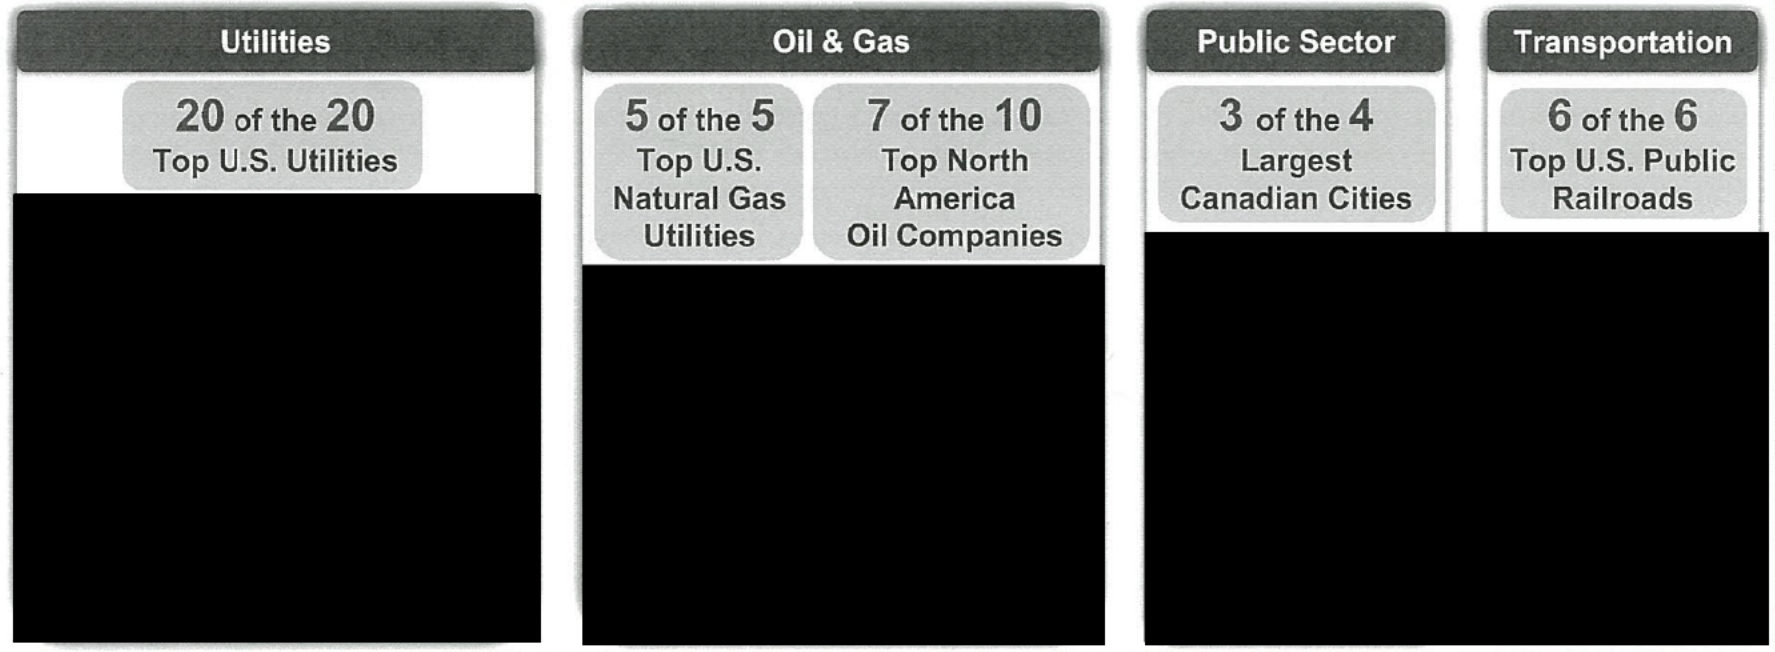 Utilities
20 of the 20
Top U.S. Utilities
Oil & Gas
5 of the 5
Top U.S.
Natural Gas
Utilities
7 of the 10
Top North
America
Oil Companies
Public Sector
3 of the 4
Largest
Canadian Cities
Transportation
6 of the 6
Top U.S. Public
Railroads